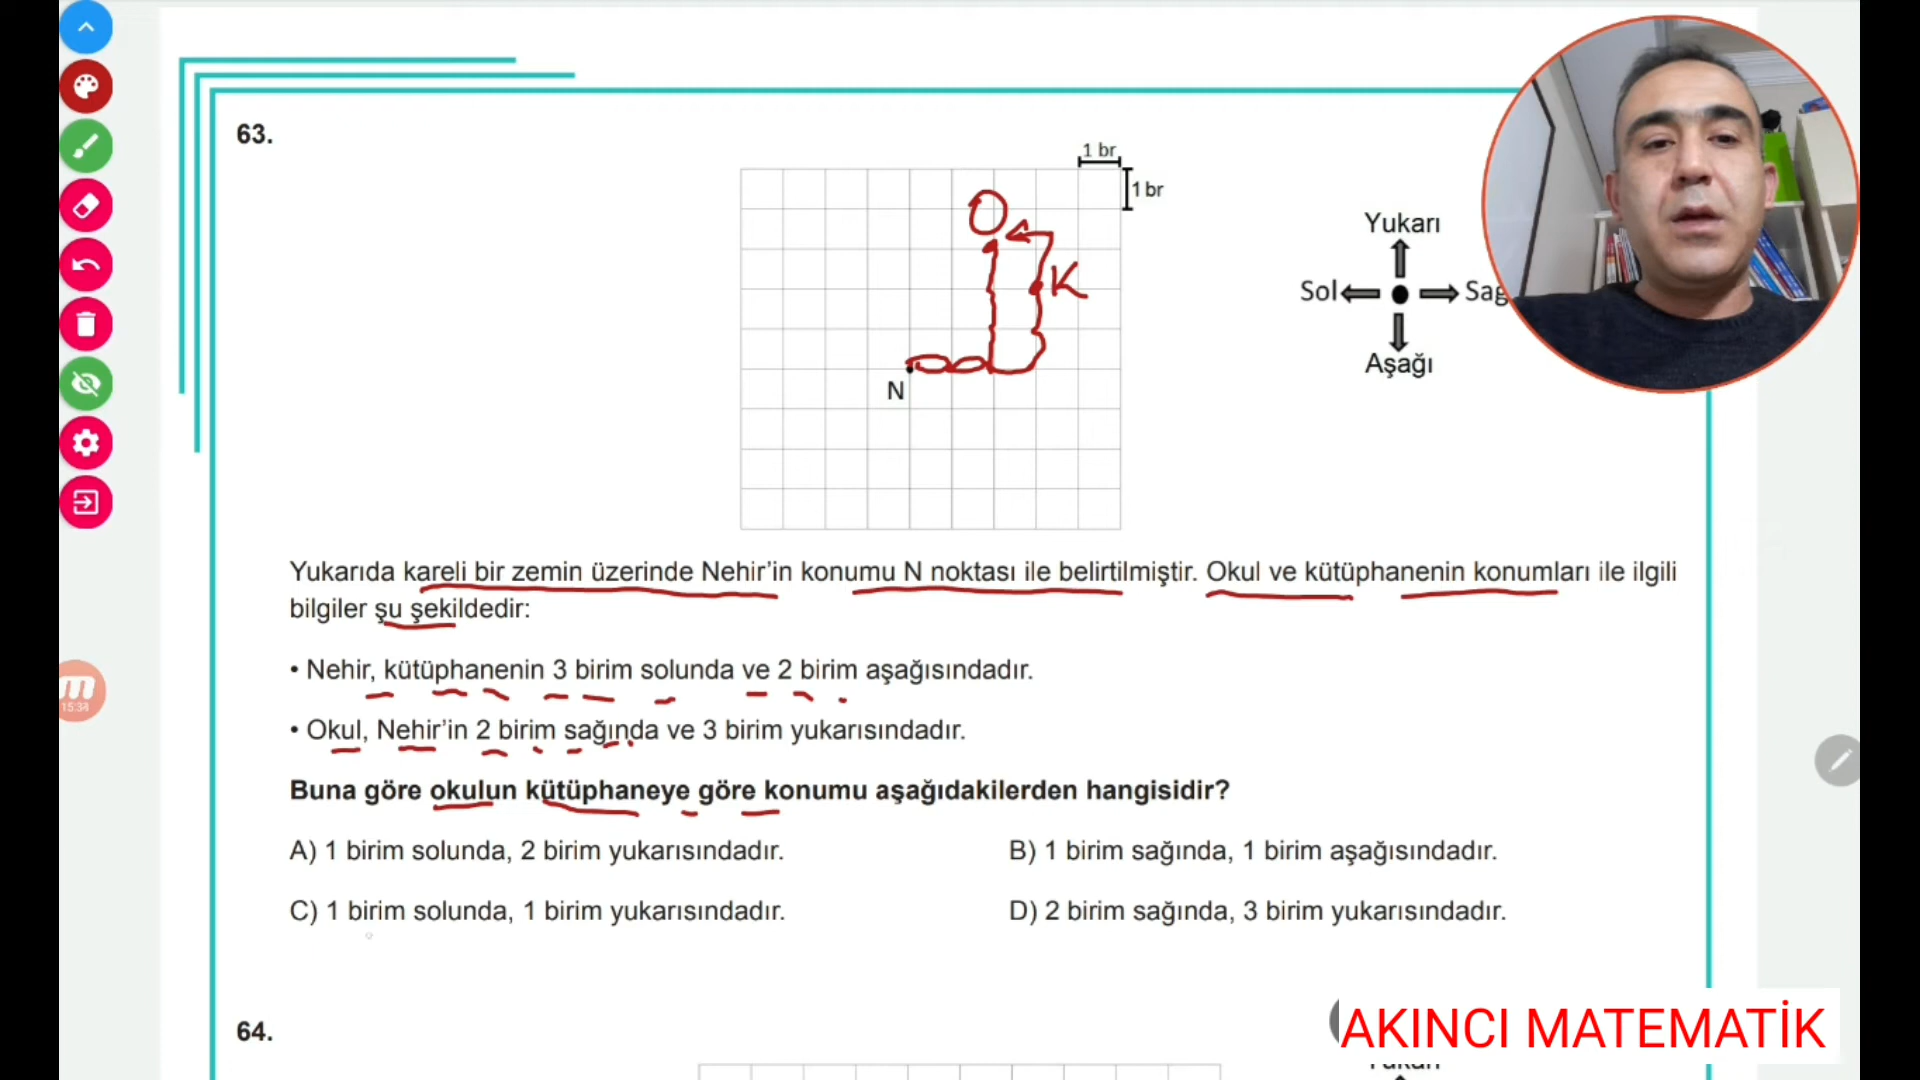 63.
1 br
1 br
O
K
N
Yukarı
Sol
Sağ
Aşağı
Yukarıda kareli bir zemin üzerinde Nehir’in konumu N noktası ile belirtilmiştir. Okul ve kütüphanenin konumları ile ilgili
bilgiler şu şekildedir:
• Nehir, kütüphanenin 3 birim solunda ve 2 birim aşağısındadır.
• Okul, Nehir’in 2 birim sağında ve 3 birim yukarısındadır.
Buna göre okulun kütüphaneye göre konumu aşağıdakilerden hangisidir?
A) 1 birim solunda, 2 birim yukarısındadır.
B) 1 birim sağında, 1 birim aşağısındadır.
C) 1 birim solunda, 1 birim yukarısındadır.
D) 2 birim sağında, 3 birim yukarısındadır.
15:34
64.
AKINCI MATEMATİK